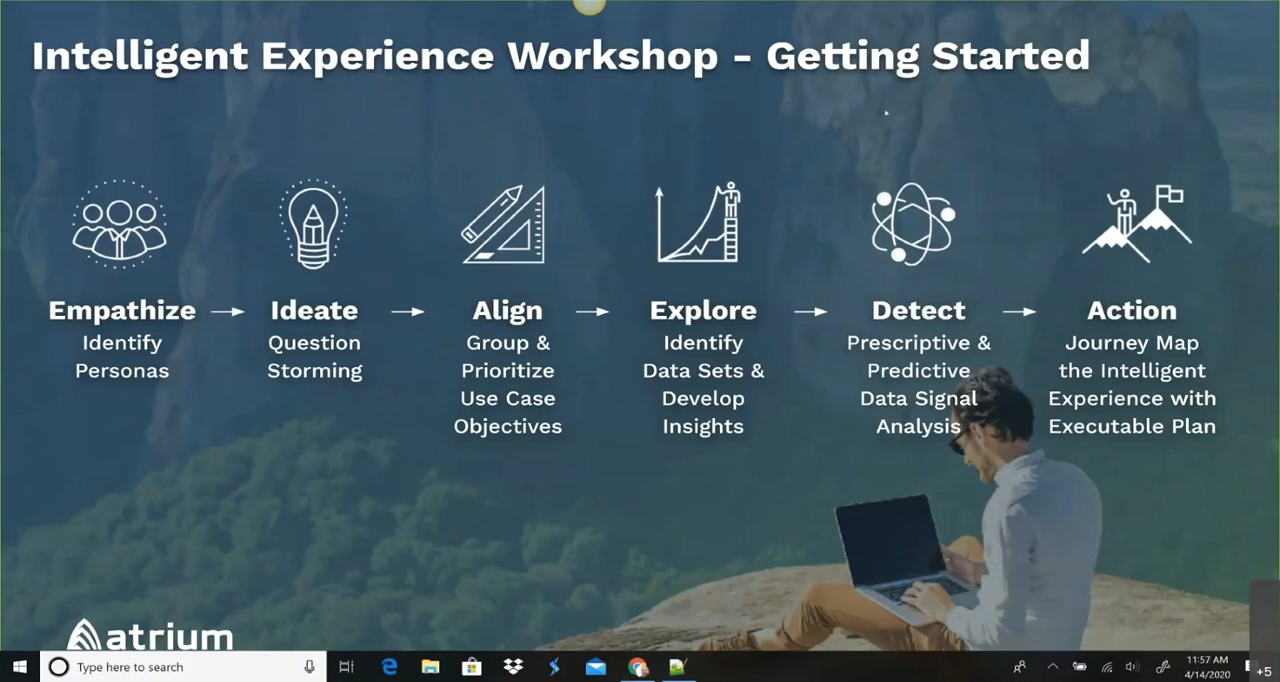 Intelligent Experience Workshop - Getting Started
Empathize
Identify
Personas
Ideate
Question
Storming
Align
Group &
Prioritize
Use Case
Objectives
Explore
Identify
Data Sets &
Develop
Insights
Detect
Prescriptive &
Predictive
Data Signal
Analysis
Action
Journey Map
the Intelligent
Experience with
Executable Plan
atrium
Type here to search
11:57 AM
4/14/2020
+5